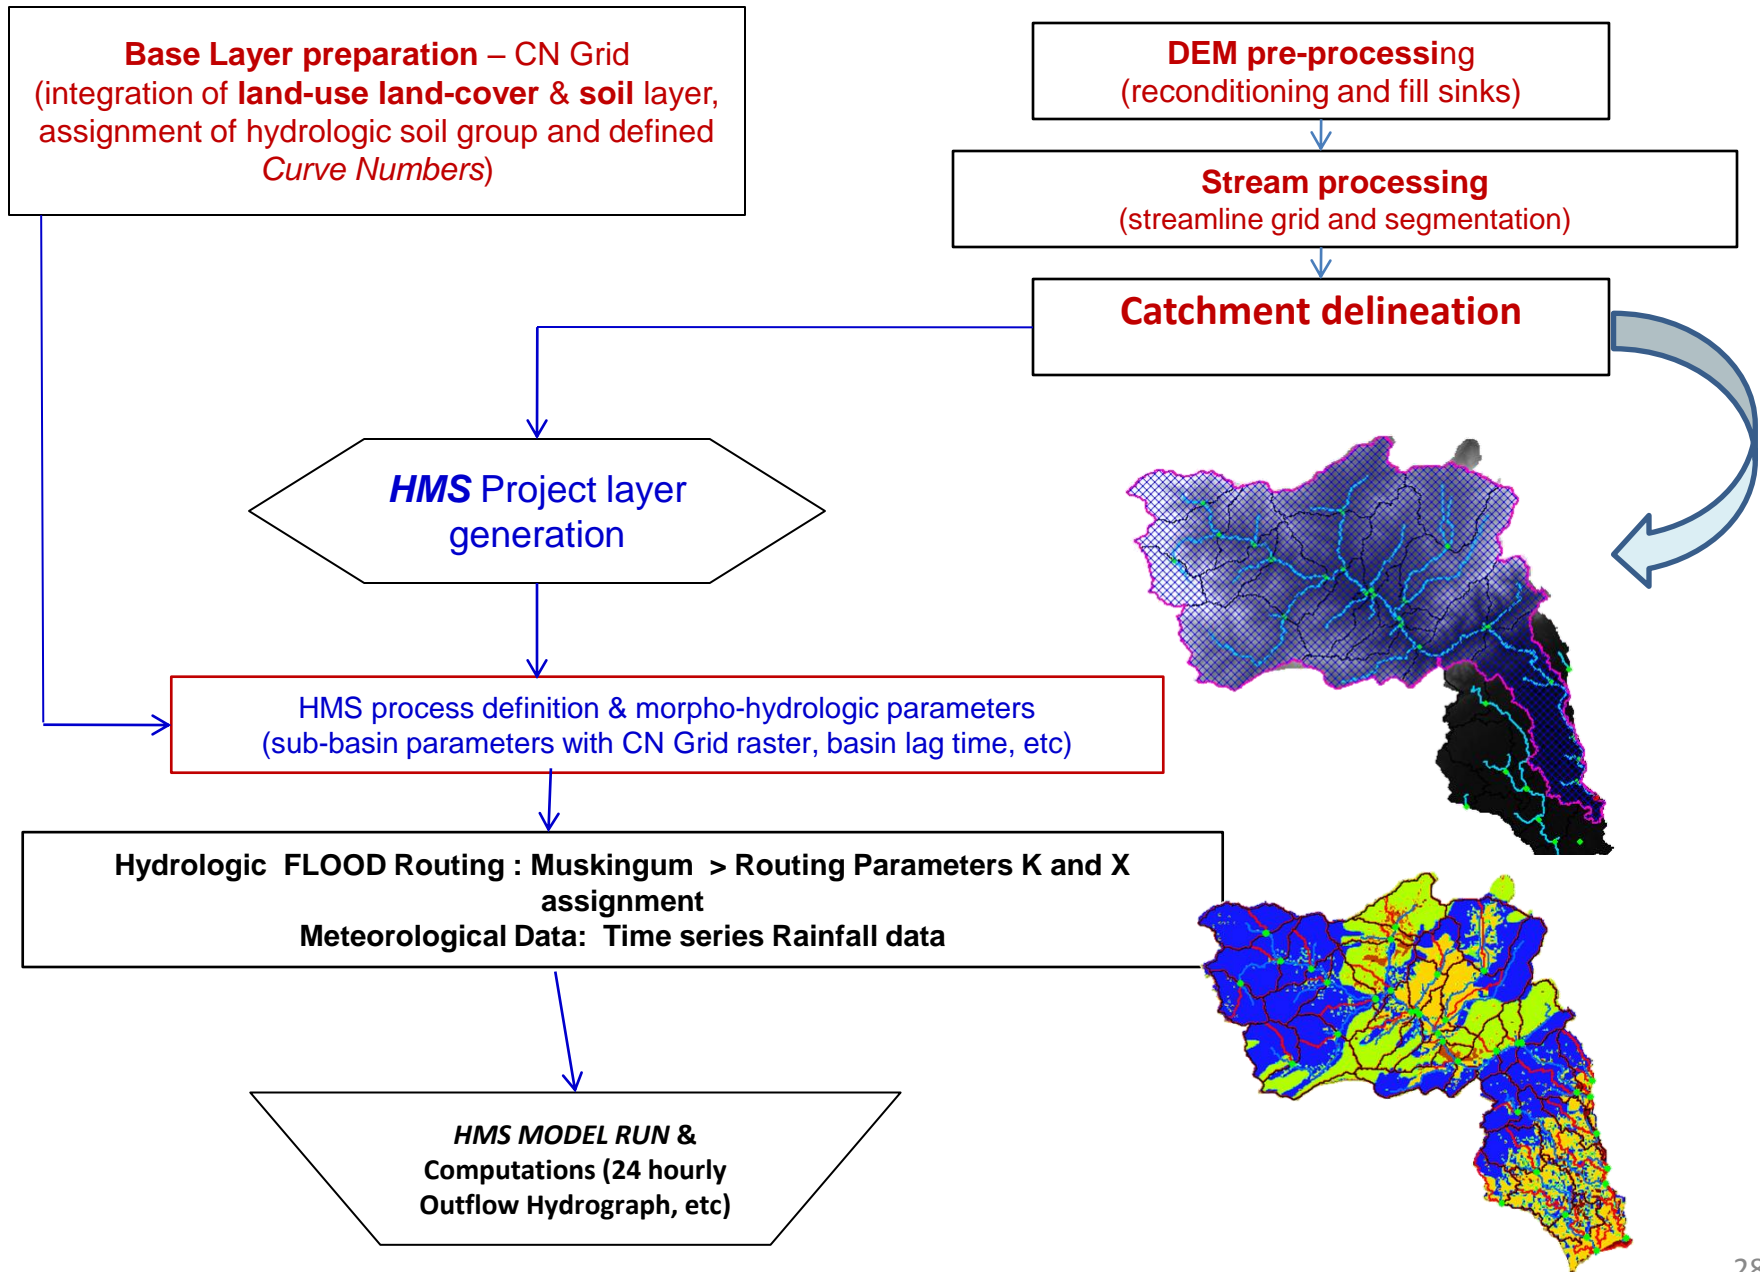 Base Layer preparation – CN Grid
(integration of land-use land-cover & soil layer,
assignment of hydrologic soil group and defined
Curve Numbers)
DEM pre-processing
(reconditioning and fill sinks)
Stream processing
(streamline grid and segmentation)
Catchment delineation
HMS Project layer
generation
HMS process definition & morpho-hydrologic parameters
(sub-basin parameters with CN Grid raster, basin lag time, etc)
Hydrologic FLOOD Routing : Muskingum > Routing Parameters K and X
assignment
Meteorological Data: Time series Rainfall data
HMS MODEL RUN &
Computations (24 hourly
Outflow Hydrograph, etc)
28